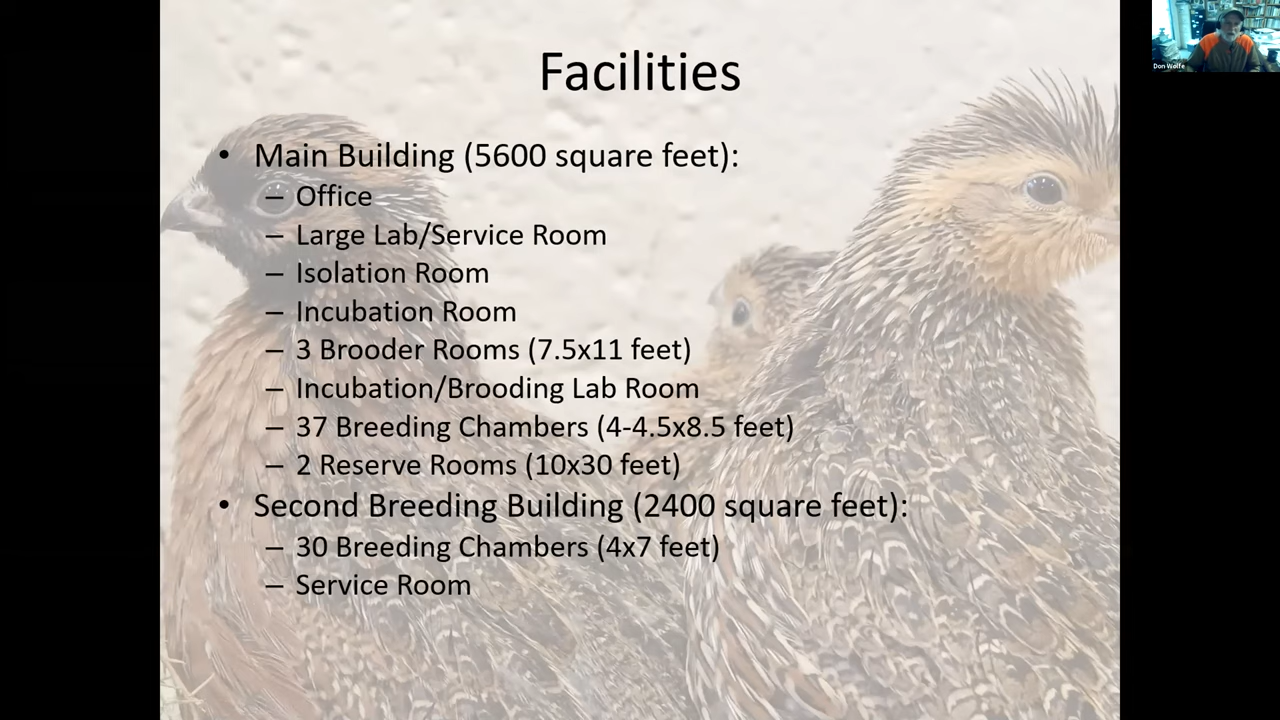 Facilities
• Main Building (5600 square feet):
– Office
– Large Lab/Service Room
– Isolation Room
– Incubation Room
– 3 Brooder Rooms (7.5x11 feet)
– Incubation/Brooding Lab Room
– 37 Breeding Chambers (4-4.5x8.5 feet)
– 2 Reserve Rooms (10x30 feet)
• Second Breeding Building (2400 square feet):
– 30 Breeding Chambers (4x7 feet)
– Service Room
Don Wolfe